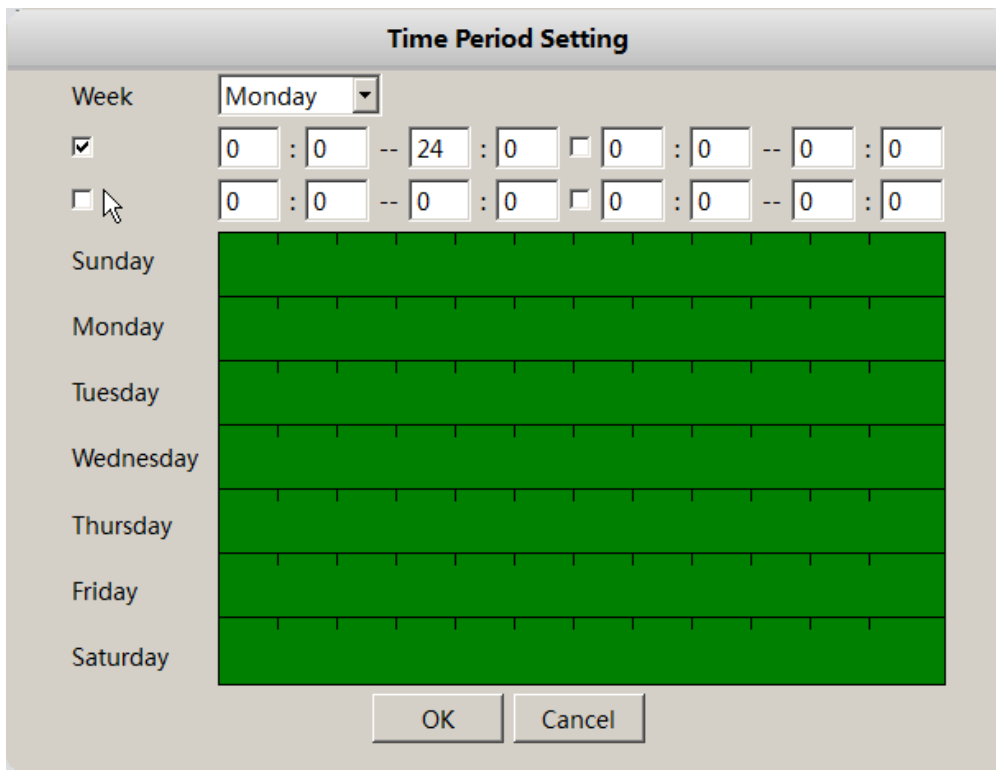 Time Period Setting
Week Monday
0 : 0 -- 24 : 0 0 : 0 -- 0 : 0
0 : 0 -- 0 : 0 0 : 0 -- 0 : 0
Sunday
Monday
Tuesday
Wednesday
Thursday
Friday
Saturday
OK Cancel